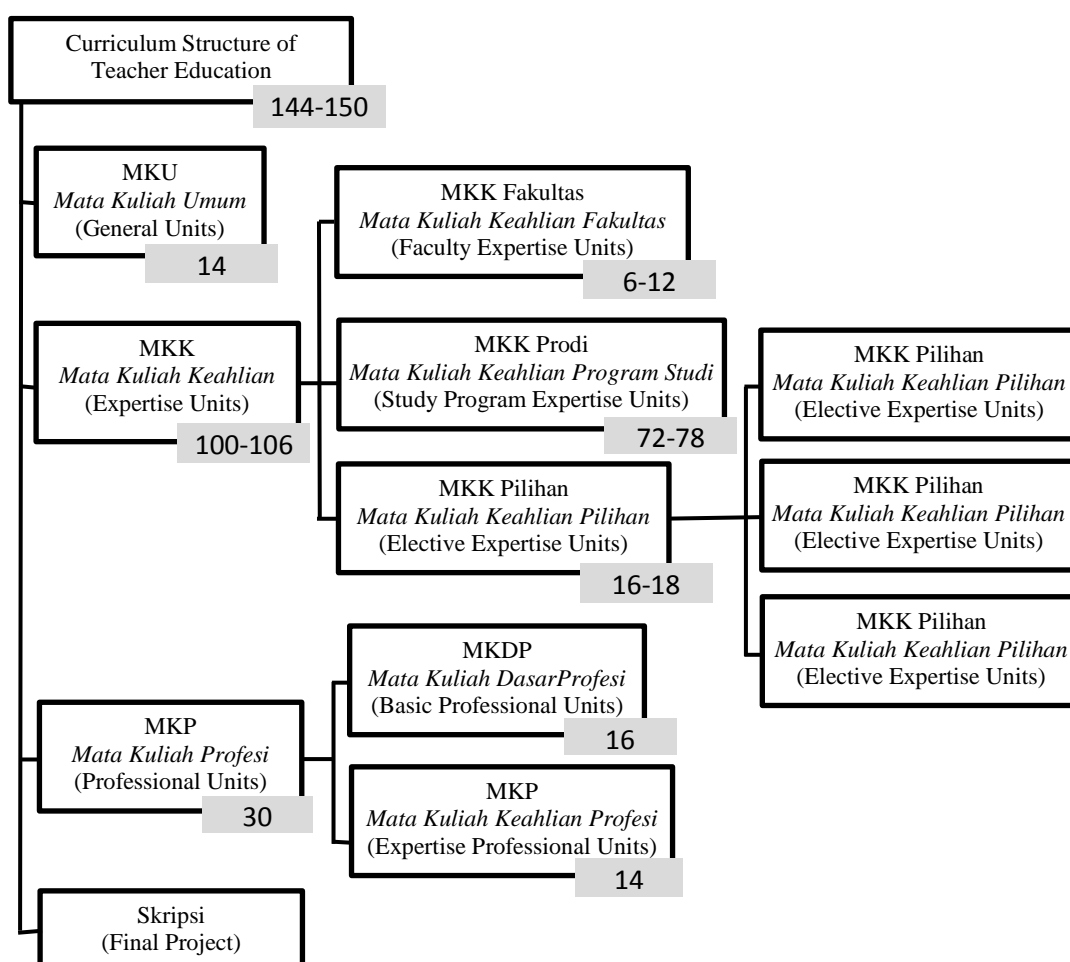 Curriculum Structure of
Teacher Education
144-150
MKU
Mata Kuliah Umum
(General Units)
14
MKK
Mata Kuliah Keahlian
(Expertise Units)
100-106
MKK Fakultas
Mata Kuliah Keahlian Fakultas
(Faculty Expertise Units)
6-12
MKK Prodi
Mata Kuliah Keahlian Program Studi
(Study Program Expertise Units)
72-78
MKK Pilihan
Mata Kuliah Keahlian Pilihan
(Elective Expertise Units)
16-18
MKK Pilihan
Mata Kuliah Keahlian Pilihan
(Elective Expertise Units)
MKK Pilihan
Mata Kuliah Keahlian Pilihan
(Elective Expertise Units)
MKK Pilihan
Mata Kuliah Keahlian Pilihan
(Elective Expertise Units)
MKP
Mata Kuliah Profesi
(Professional Units)
30
MKDP
Mata Kuliah DasarProfesi
(Basic Professional Units)
16
MKP
Mata Kuliah Keahlian Profesi
(Expertise Professional Units)
14
Skripsi
(Final Project)